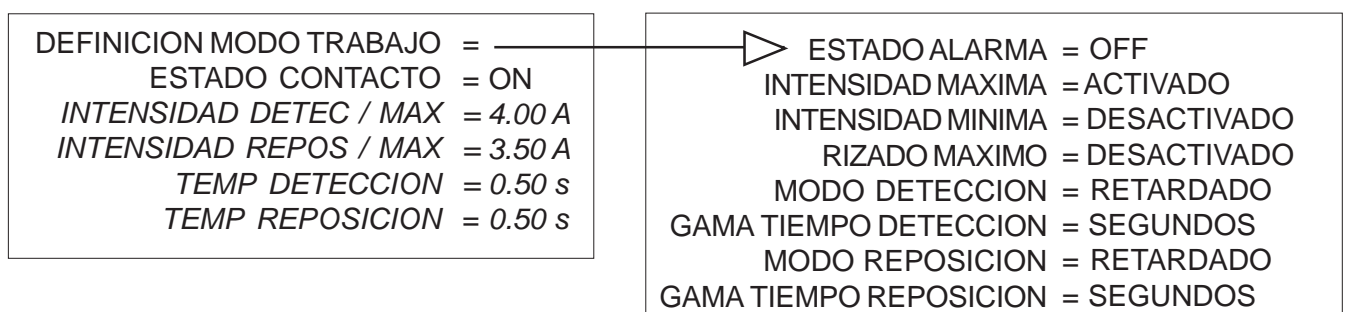 DEFINICION MODO TRABAJO =
ESTADO CONTACTO = ON
INTENSIDAD DETEC / MAX = 4.00 A
INTENSIDAD REPOS / MAX = 3.50 A
TEMP DETECCION = 0.50 s
TEMP REPOSICION = 0.50 s
ESTADO ALARMA = OFF
INTENSIDAD MAXIMA = ACTIVADO
INTENSIDAD MINIMA = DESACTIVADO
RIZADO MAXIMO = DESACTIVADO
MODO DETECCION = RETARDADO
GAMA TIEMPO DETECCION = SEGUNDOS
MODO REPOSICION = RETARDADO
GAMA TIEMPO REPOSICION = SEGUNDOS